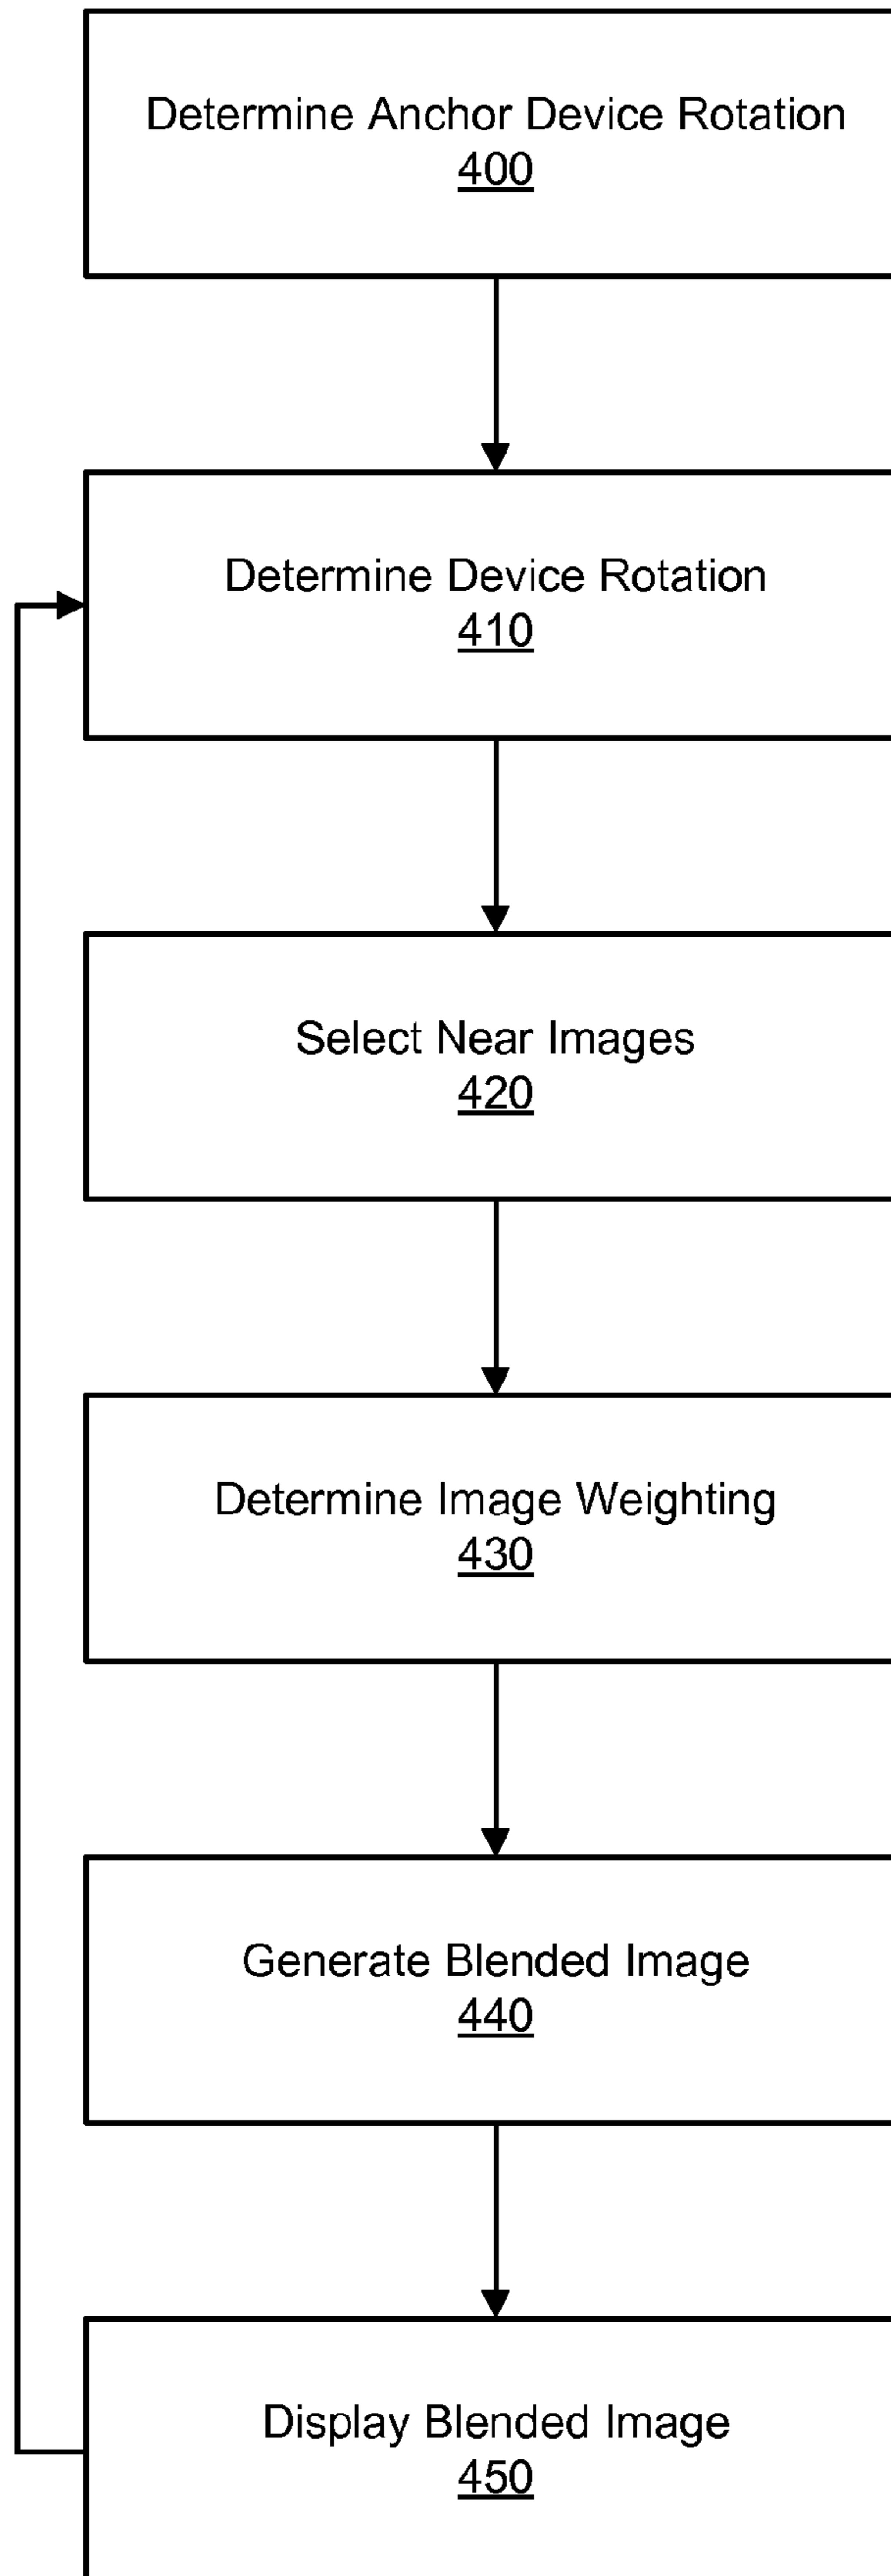 Determine Anchor Device Rotation
400
Determine Device Rotation
410
Select Near Images
420
Determine Image Weighting
430
Generate Blended Image
440
Display Blended Image
450